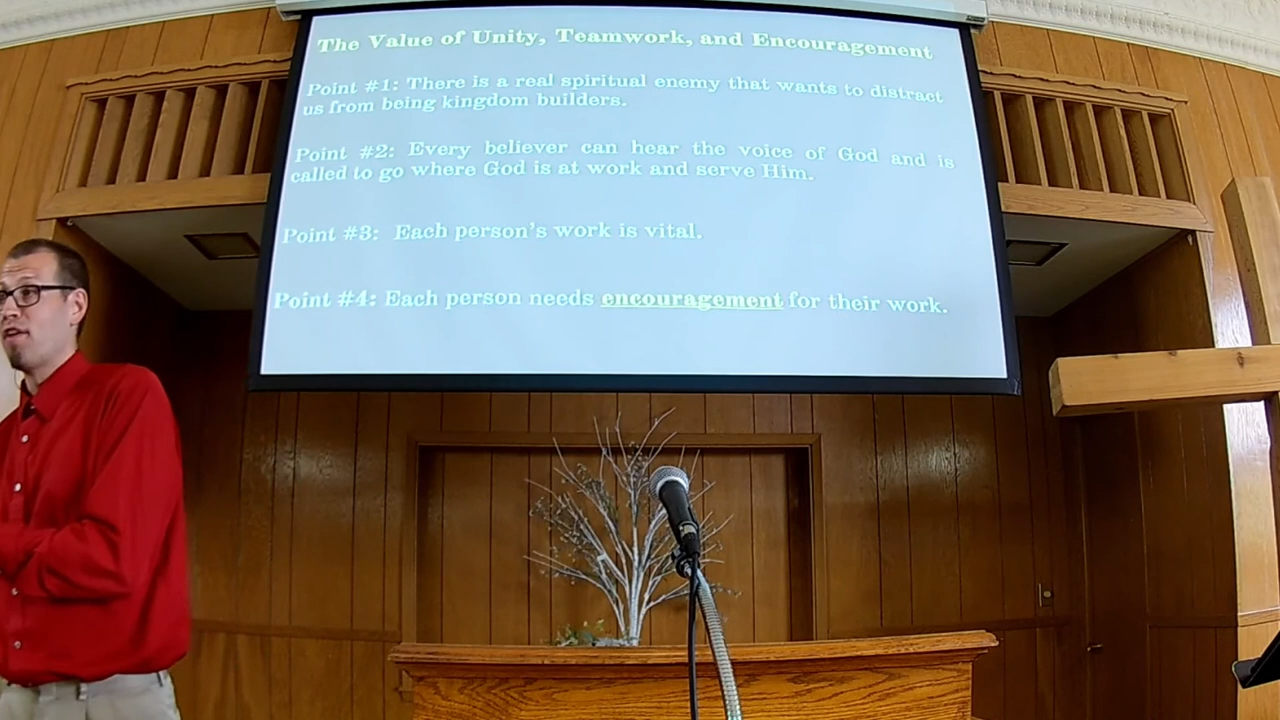 The Value of Unity, Teamwork, and Encouragement
Point #1: There is a real spiritual enemy that wants to distract
us from being kingdom builders.
Point #2: Every believer can hear the voice of God and is
called to go where God is at work and serve Him.
Point #3: Each person's work is vital.
Point #4: Each person needs encouragement for their work.